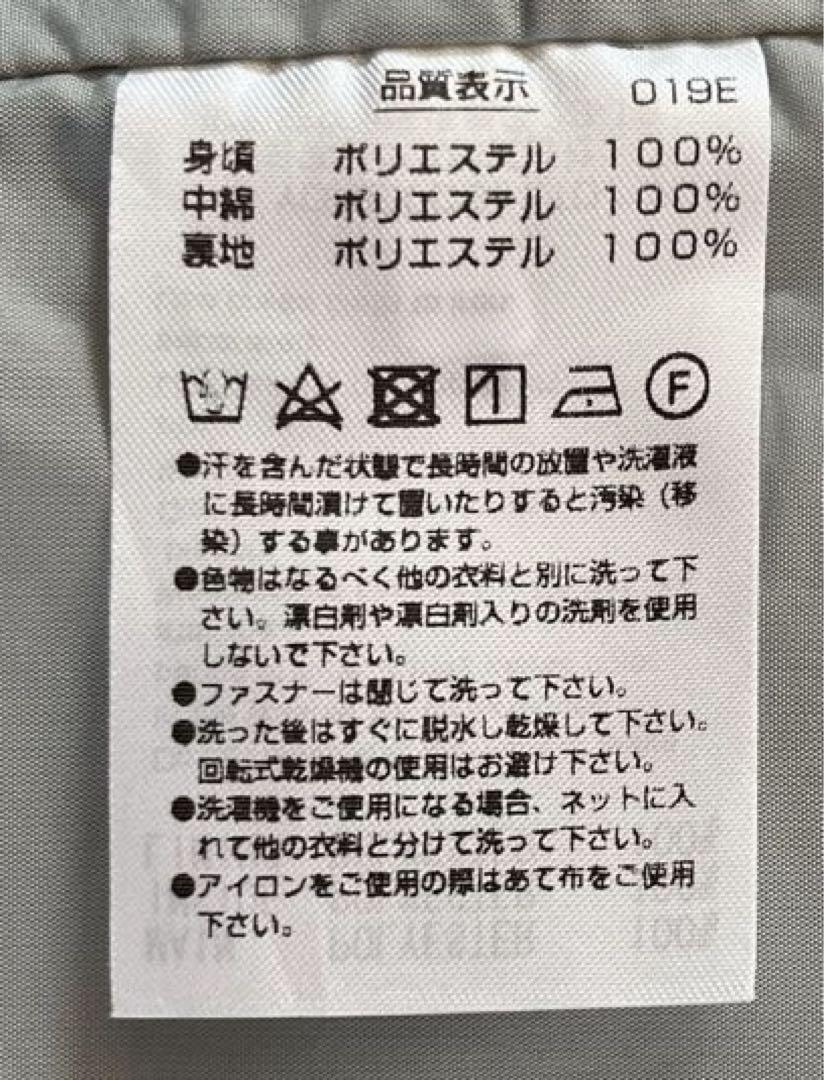 品質表示 019E
身頃 ポリエステル 100%
中綿 ポリエステル 100%
裏地 ポリエステル 100%
F
●汗を含んだ状態で長時間の放置や洗濯液
に長時間漬けて置いたりすると汚染（移
染）する事があります。
●色物はなるべく他の衣料と別に洗って下
さい。漂白剤や漂白剤入りの洗剤を使用
しないで下さい。
●ファスナーは閉じて洗って下さい。
●洗った後はすぐに脱水し乾燥して下さい。
回転式乾燥機の使用はお避け下さい。
●洗濯機をご使用になる場合、ネットに入
れて他の衣料と分けて洗って下さい。
●アイロンをご使用の際はあて布をご使用
下さい。